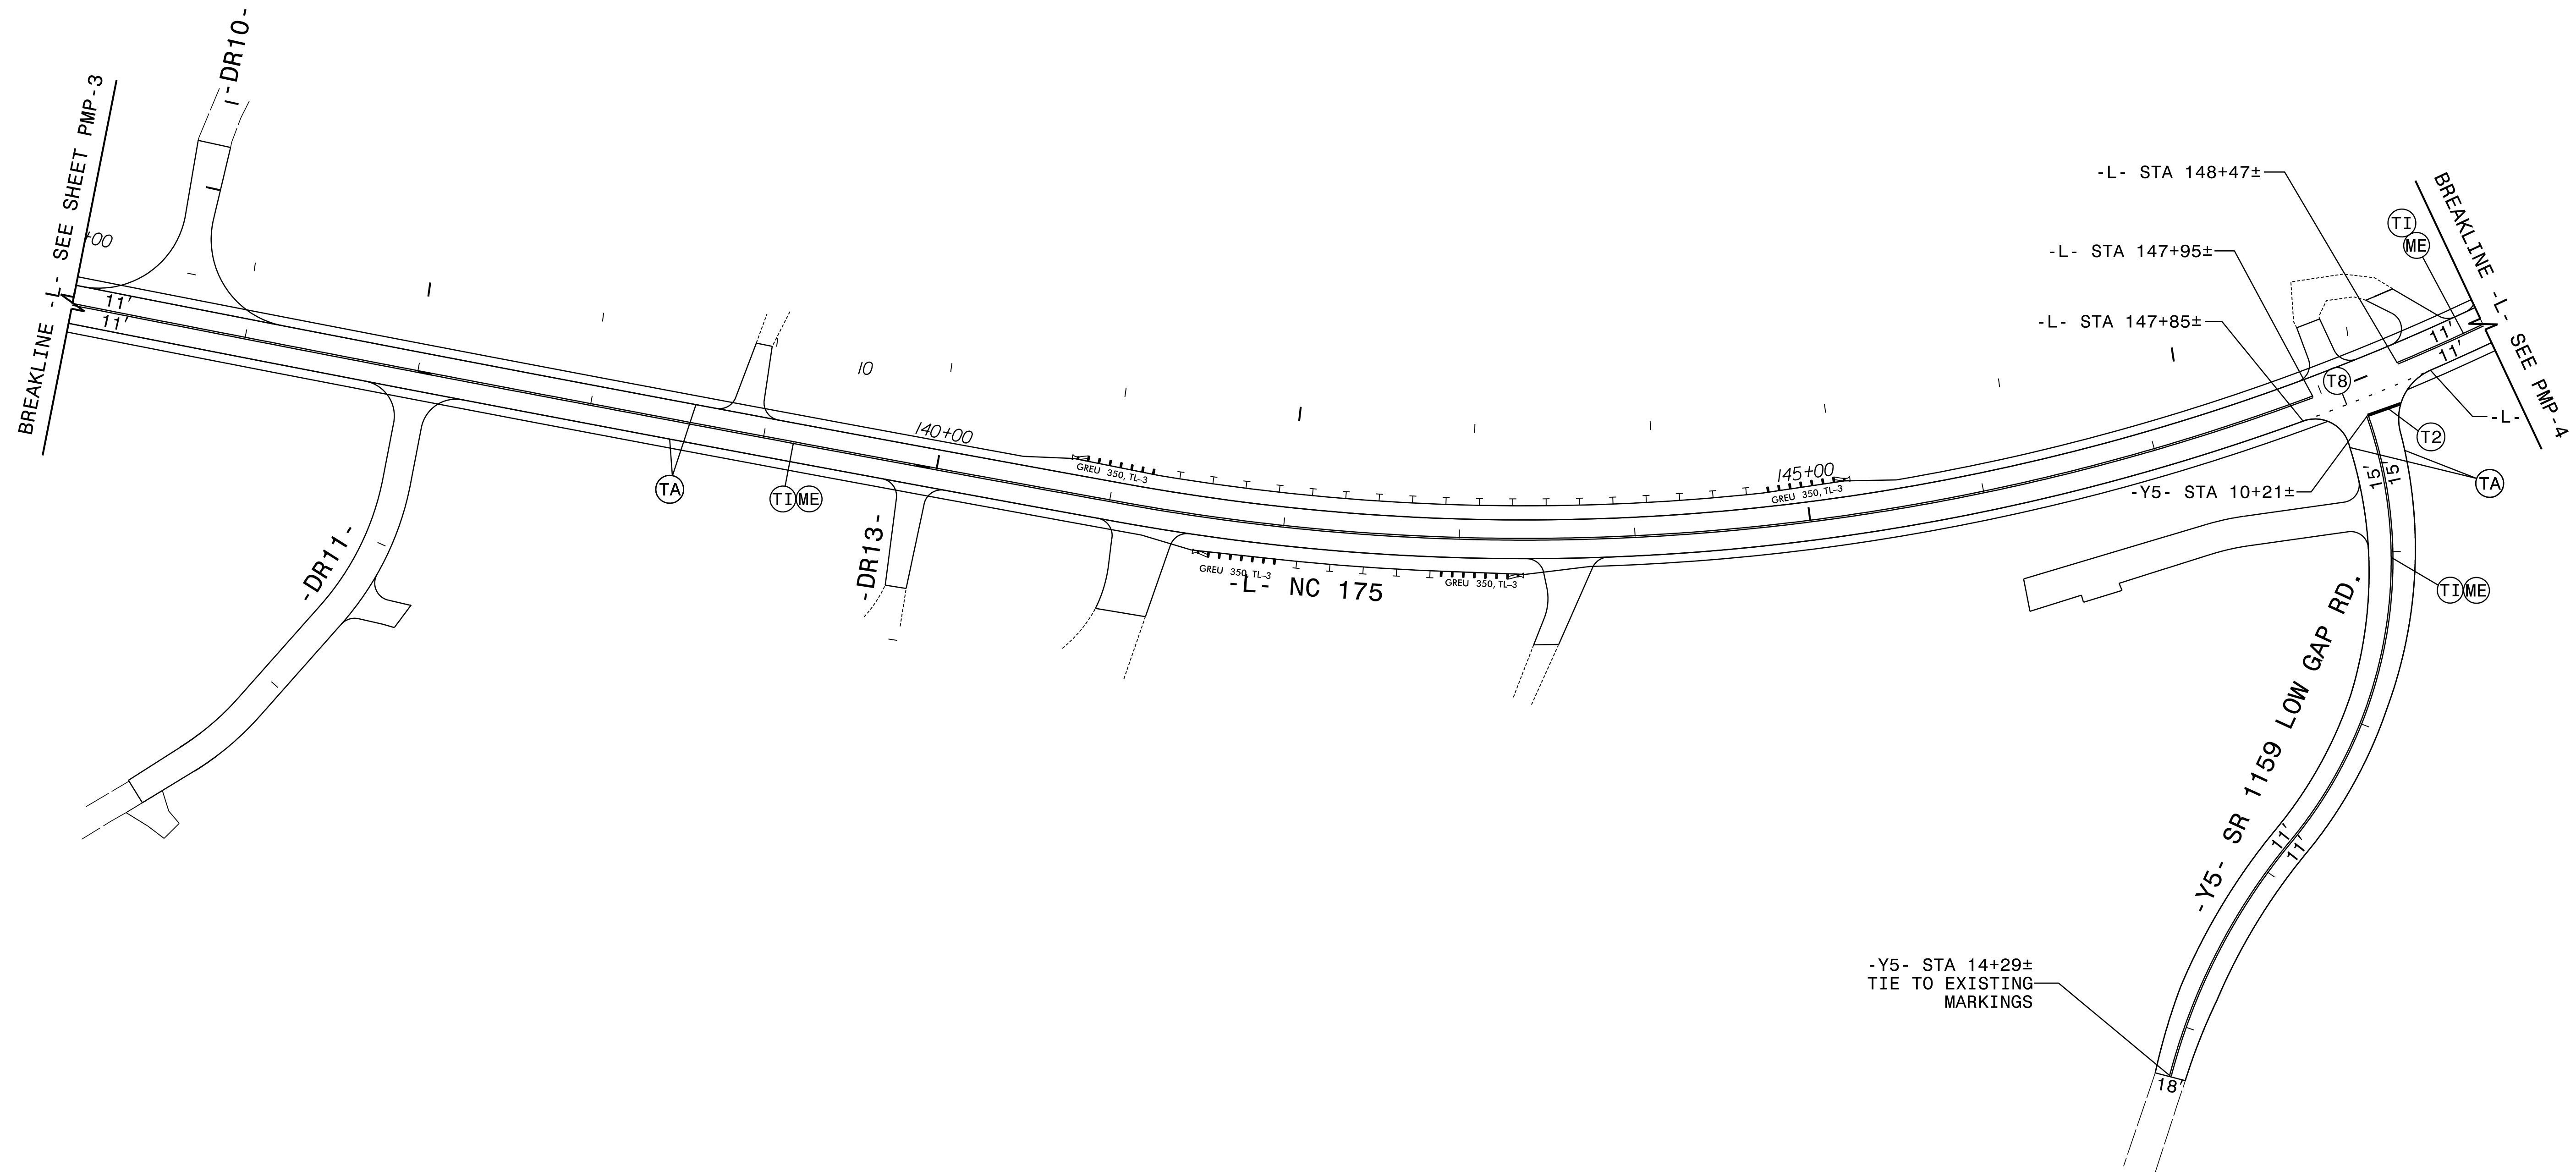 -DR10-
BREAKLINE -L- SEE SHEET PMP-3
+00
11'
11'
-DR11-
TA
TI ME
10
140+00
-DR13-
GREU 350, TL-3
GREU 350, TL-3
-L- NC 175
GREU 350, TL-3
145+00
GREU 350, TL-3
-L- STA 148+47±
-L- STA 147+95±
-L- STA 147+85±
TI
ME
BREAKLINE -L- SEE PMP-4
11'
11'
T8
-L-
T2
TA
15'
15'
-Y5- STA 10+21±
TI ME
-Y5- SR 1159 LOW GAP RD.
11'
11'
-Y5- STA 14+29±
TIE TO EXISTING
MARKINGS
18'